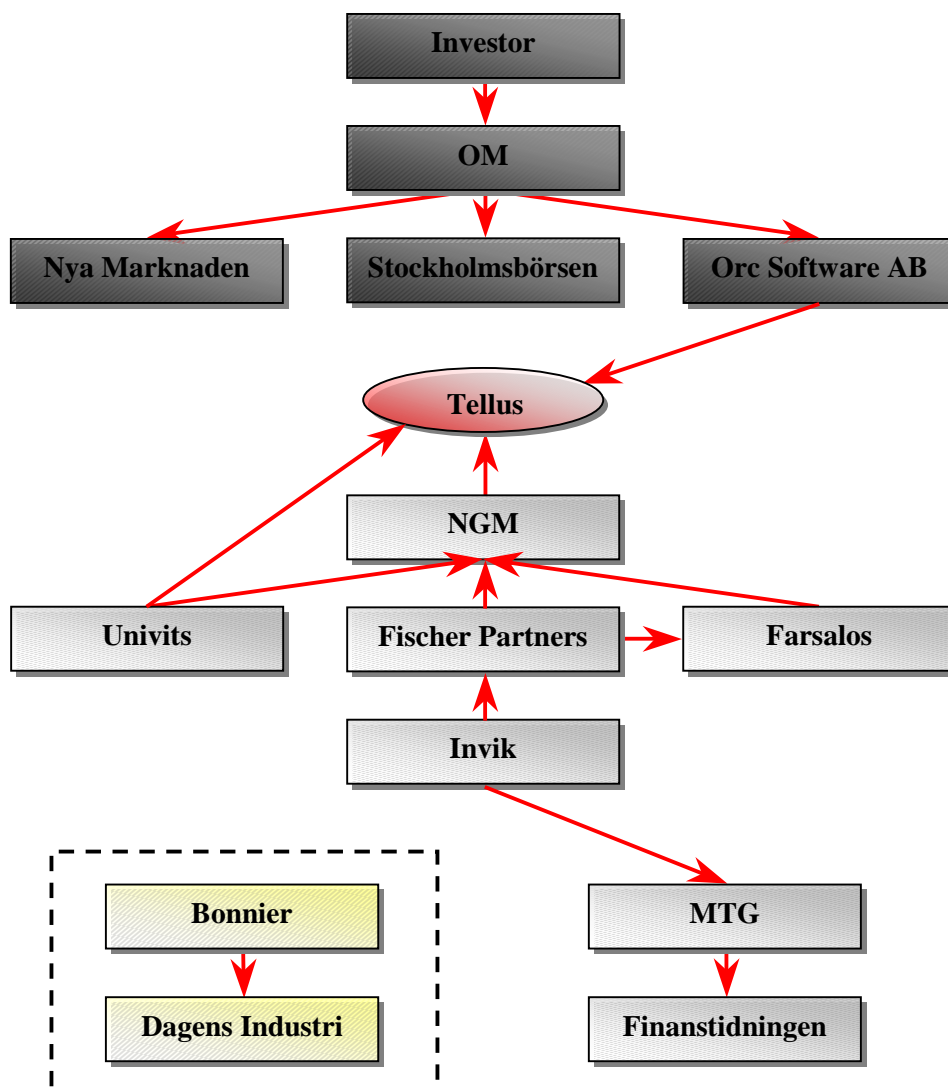 Investor
OM
Nya Marknaden
Stockholmsbörsen
Orc Software AB
Tellus
NGM
Univits
Fischer Partners
Farsalos
Invik
Bonnier
MTG
Dagens Industri
Finanstidningen